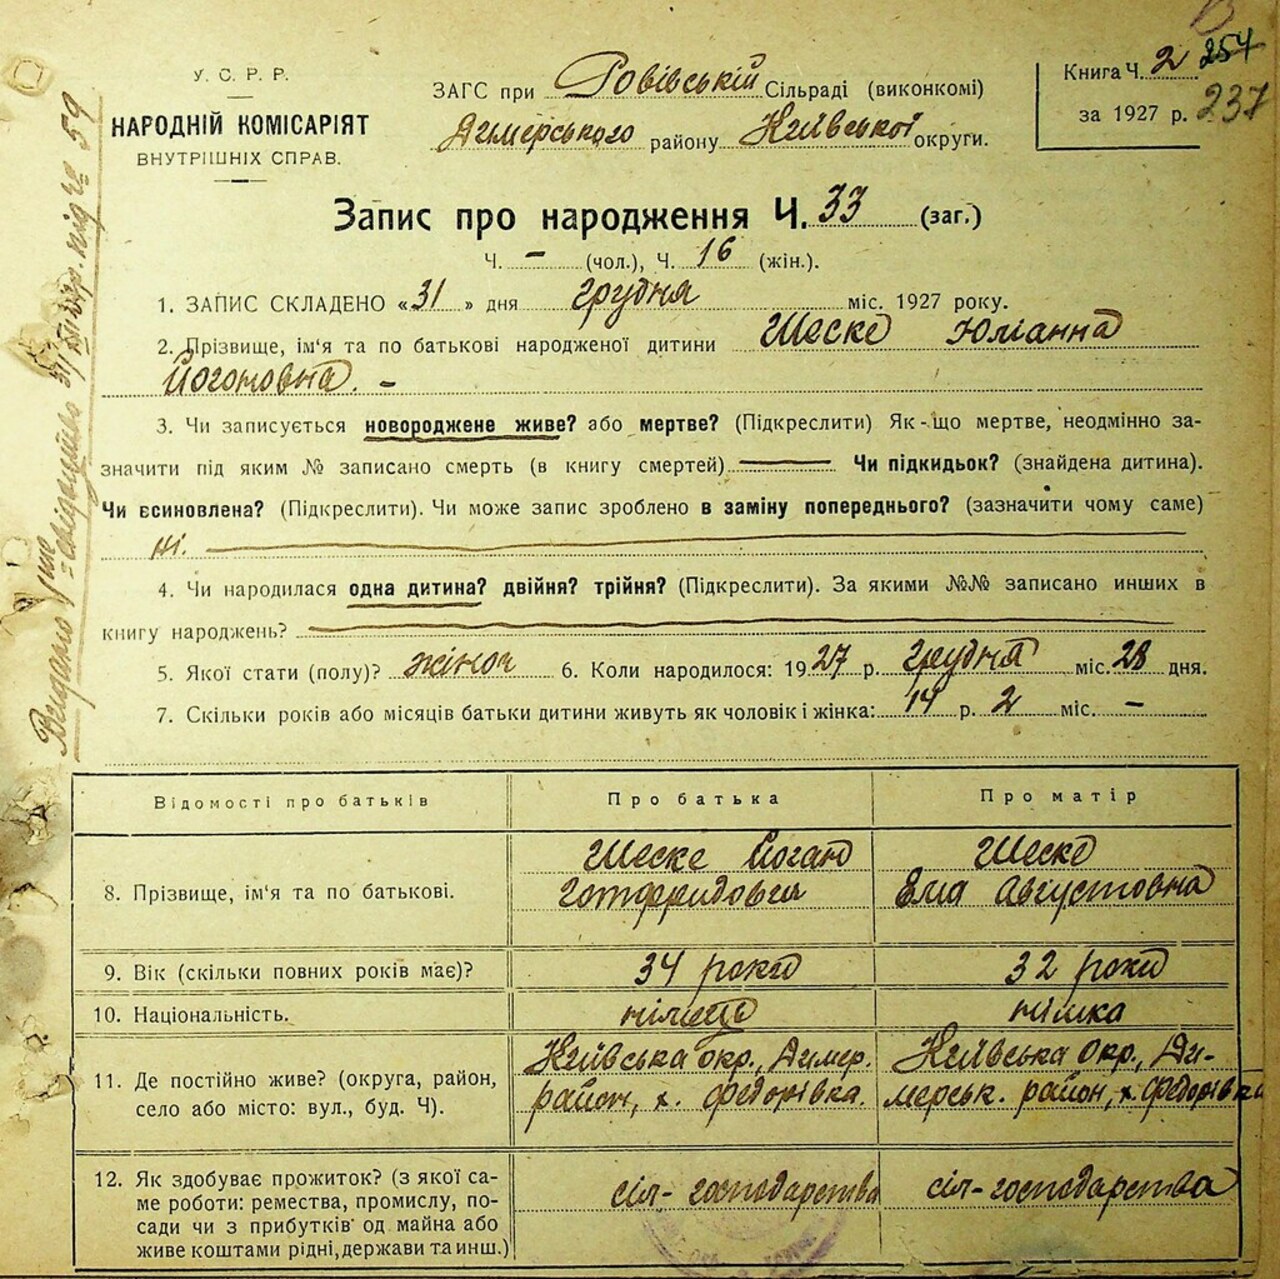 254
237
У. С. Р. Р.
НАРОДНІЙ КОМІСАРІЯТ
ВНУТРІШНІХ СПРАВ.
ЗАГС при Ровівській Сільраді (виконкомі)
Димерського району Київської округи.
Книга Ч. 2
за 1927 р.
Запис про народження Ч. 33 (заг.)
Ч. – (чол.), Ч. 16 (жін.).
1. ЗАПИС СКЛАДЕНО «31» дня грудня міс. 1927 року.
2. Прізвище, ім'я та по батькові народженої дитини Шеске Юліанна
Йогоновна. –
3. Чи записується новороджене живе? або мертве? (Підкреслити) Як-що мертве, неодмінно за-
значити під яким № записано смерть (в книгу смертей) — Чи підкидьок? (знайдена дитина).
Чи всиновлена? (Підкреслити). Чи може запис зроблено в заміну попереднього? (зазначити чому саме)
ні.
4. Чи народилася одна дитина? двійня? трійня? (Підкреслити). За якими №№ записано инших в
книгу народжень?
5. Якої стати (полу)? жіноч 6. Коли народилося: 1927 р. грудня міс. 28 дня.
7. Скільки років або місяців батьки дитини живуть як чоловік і жінка: 14 р. 2 міс. –
Відомості про батьків Про батька Про матір
8. Прізвище, ім'я та по батькові. Шеске Йоган Шеске
Готфридович Ема Августовна
9. Вік (скільки повних років має)? 34 роки 32 роки
10. Національність. німець німка
11. Де постійно живе? (округа, район,
село або місто: вул., буд. Ч). Київська окр., Димер. Київська окр., Ди-
район, х. Федорівка. мерськ. район, х. Федорівка
12. Як здобуває прожиток? (з якої са-
ме роботи: ремества, промислу, по-
сади чи з прибутків од майна або
живе коштами рідні, держави та инш.) сіл-господарства сіл-господарства